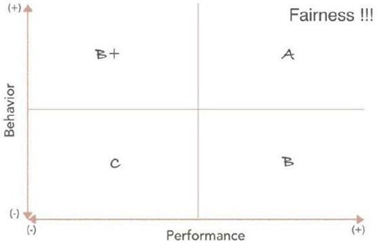 (+)
Fairness !!!
B+
A
Behavior
C
B
(-)
(-)
Performance
(+)